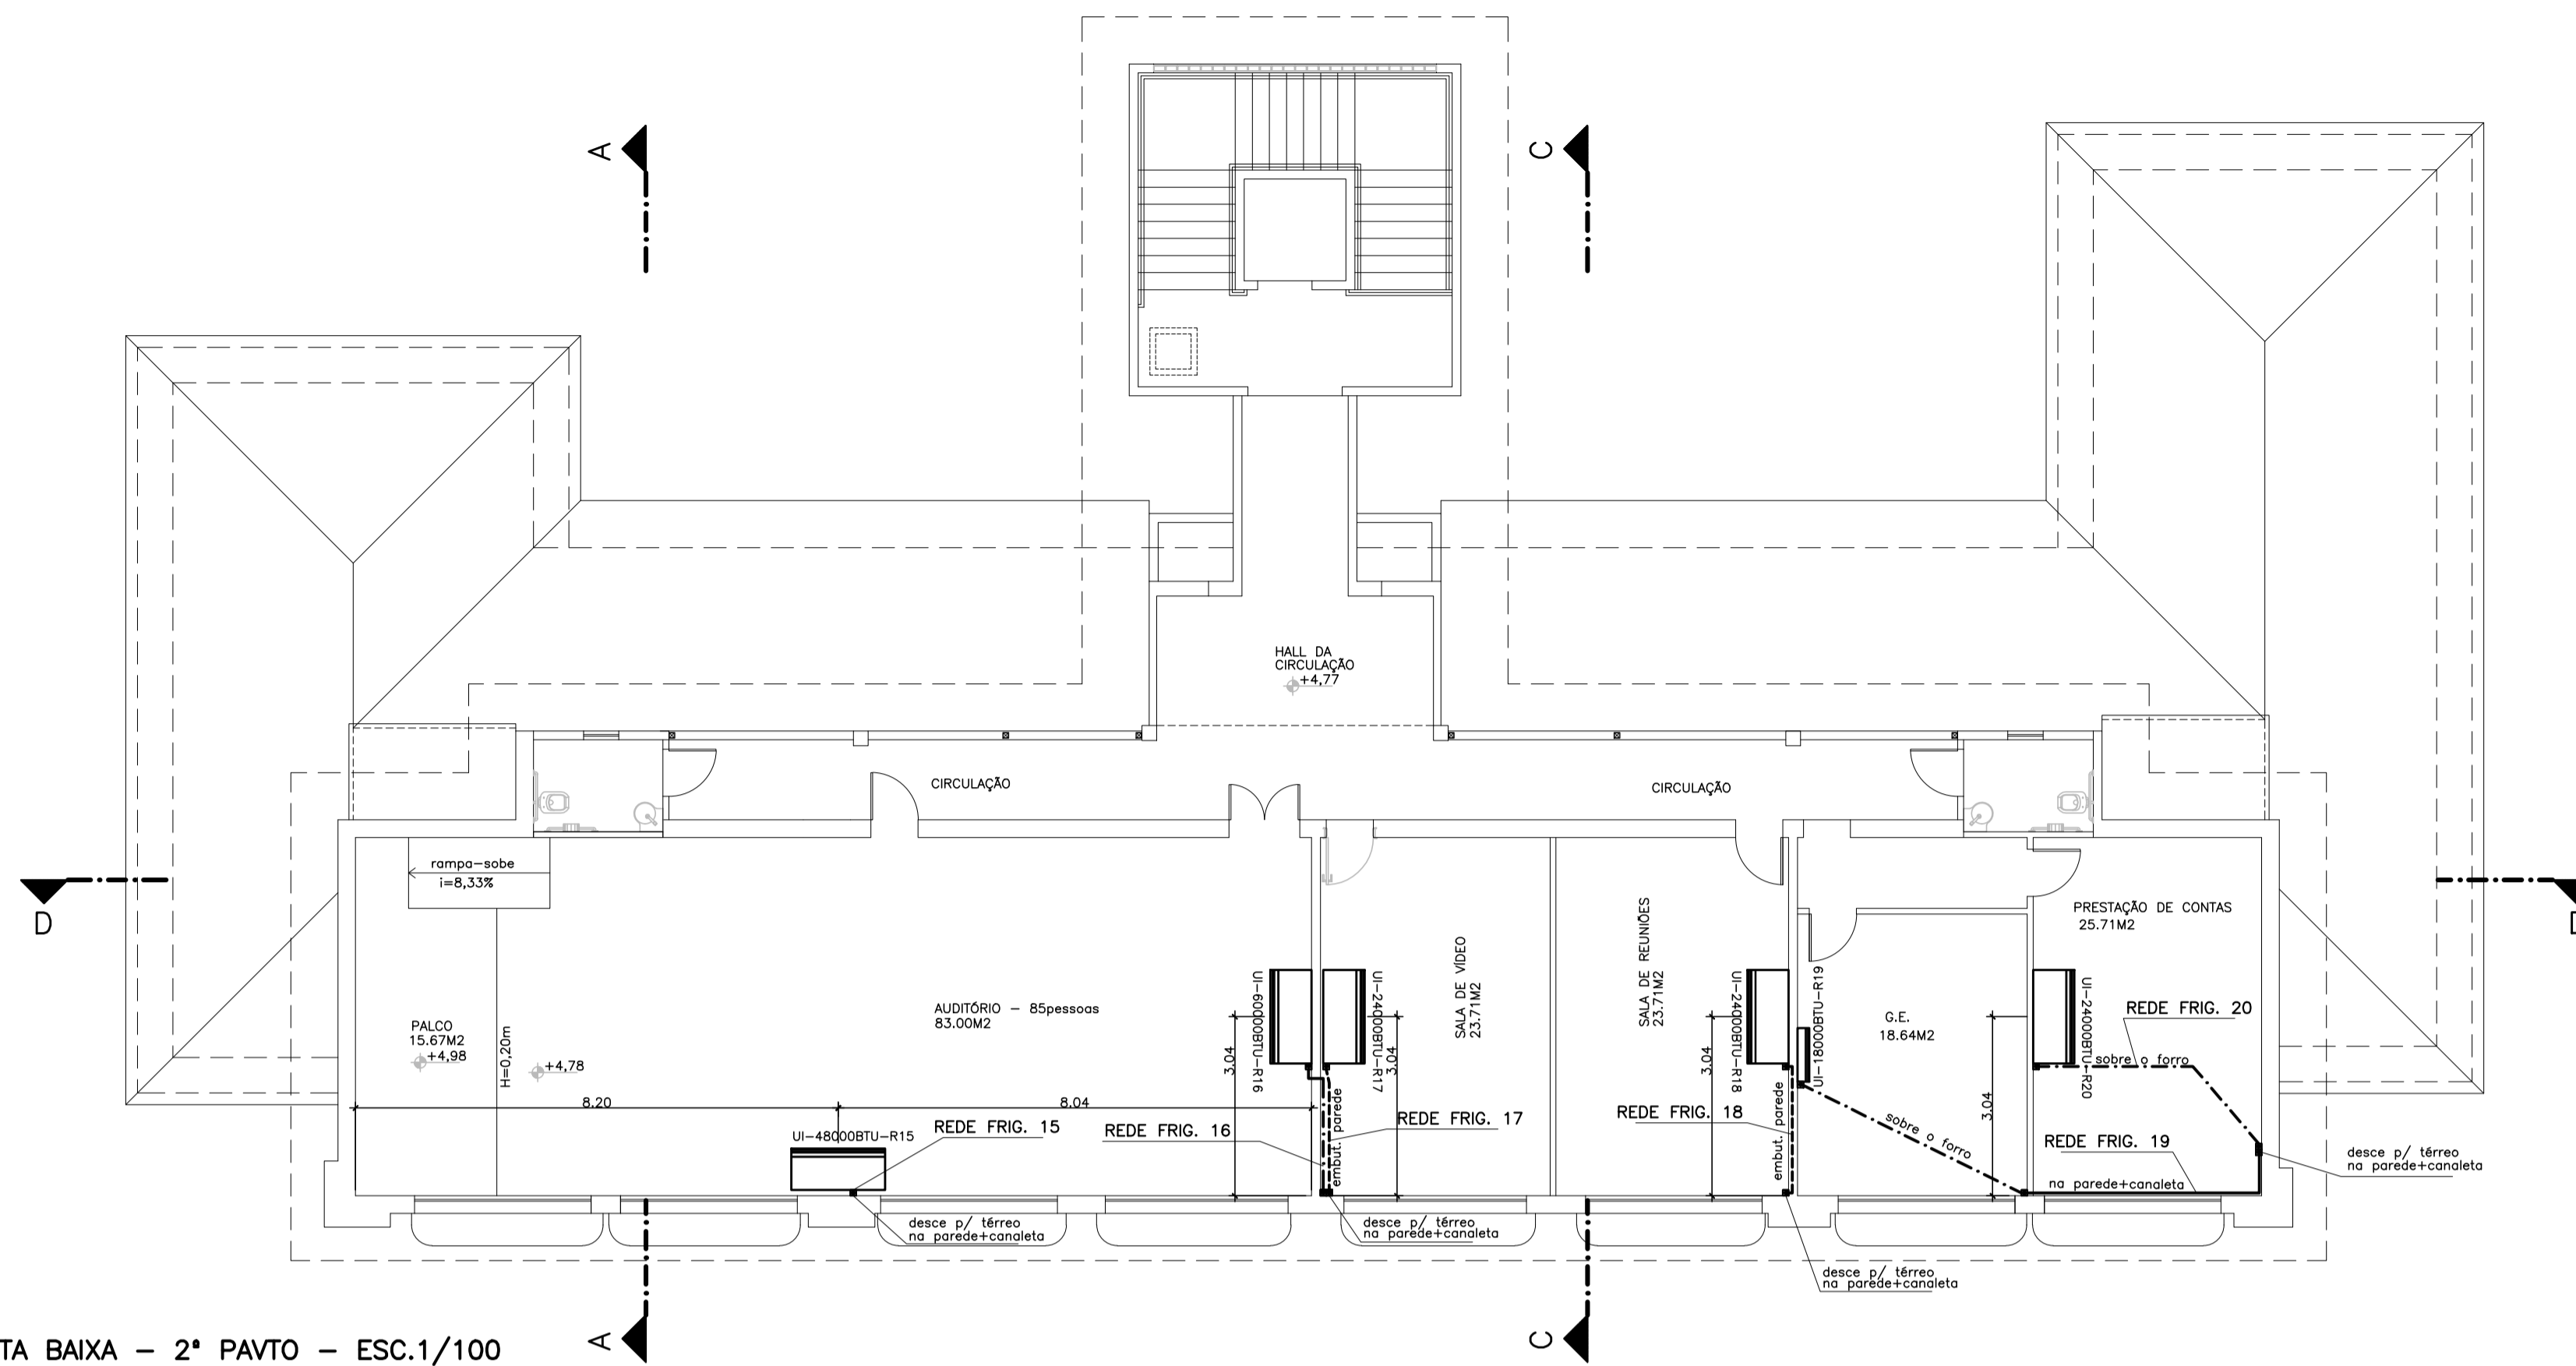 A
C
HALL DA
CIRCULAÇÃO
+4,77
CIRCULAÇÃO
CIRCULAÇÃO
rampa-sobe
i=8,33%
D
PRESTAÇÃO DE CONTAS
25.71M2
SALA DE VÍDEO
23.71M2
SALA DE REUNIÕES
23.71M2
UI-60000BTU-R16
UI-24000BTU-R17
UI-24000BTU-R18
UI-18000BTU-R19
UI-24000BTU-R20
AUDITÓRIO - 85pessoas
83.00M2
G.E.
18.64M2
REDE FRIG. 20
PALCO
15.67M2
+4,98
H=0,20m
+4,78
3.04
3.04
3.04
3.04
sobre o forro
8.20
8.04
embut. parede
embut. parede
sobre o forro
UI-48000BTU-R15
REDE FRIG. 15
REDE FRIG. 16
REDE FRIG. 17
REDE FRIG. 18
REDE FRIG. 19
desce p/ térreo
na parede+canaleta
na parede+canaleta
desce p/ térreo
na parede+canaleta
desce p/ térreo
na parede+canaleta
desce p/ térreo
na parede+canaleta
A
C
TA BAIXA - 2ª PAVTO - ESC.1/100